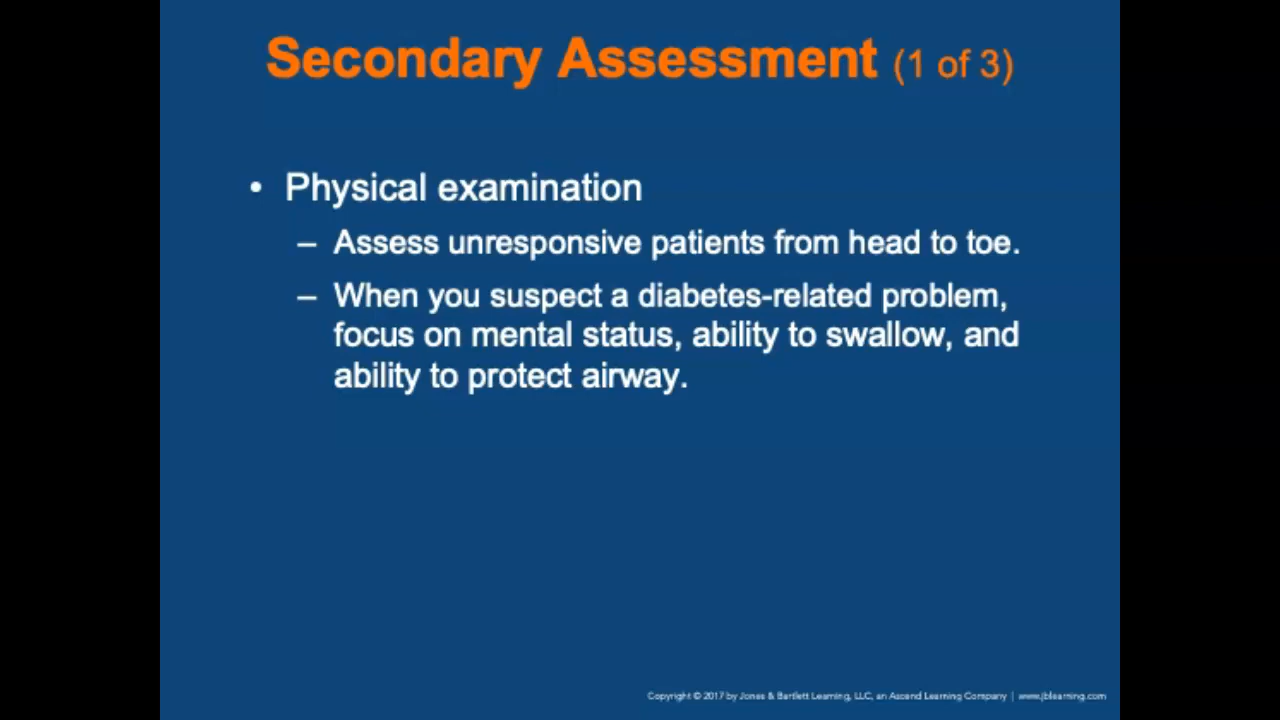 Secondary Assessment (1 of 3)
• Physical examination
– Assess unresponsive patients from head to toe.
– When you suspect a diabetes-related problem,
focus on mental status, ability to swallow, and
ability to protect airway.
Copyright © 2017 by Jones & Bartlett Learning, LLC, an Ascend Learning Company | www.jblearning.com